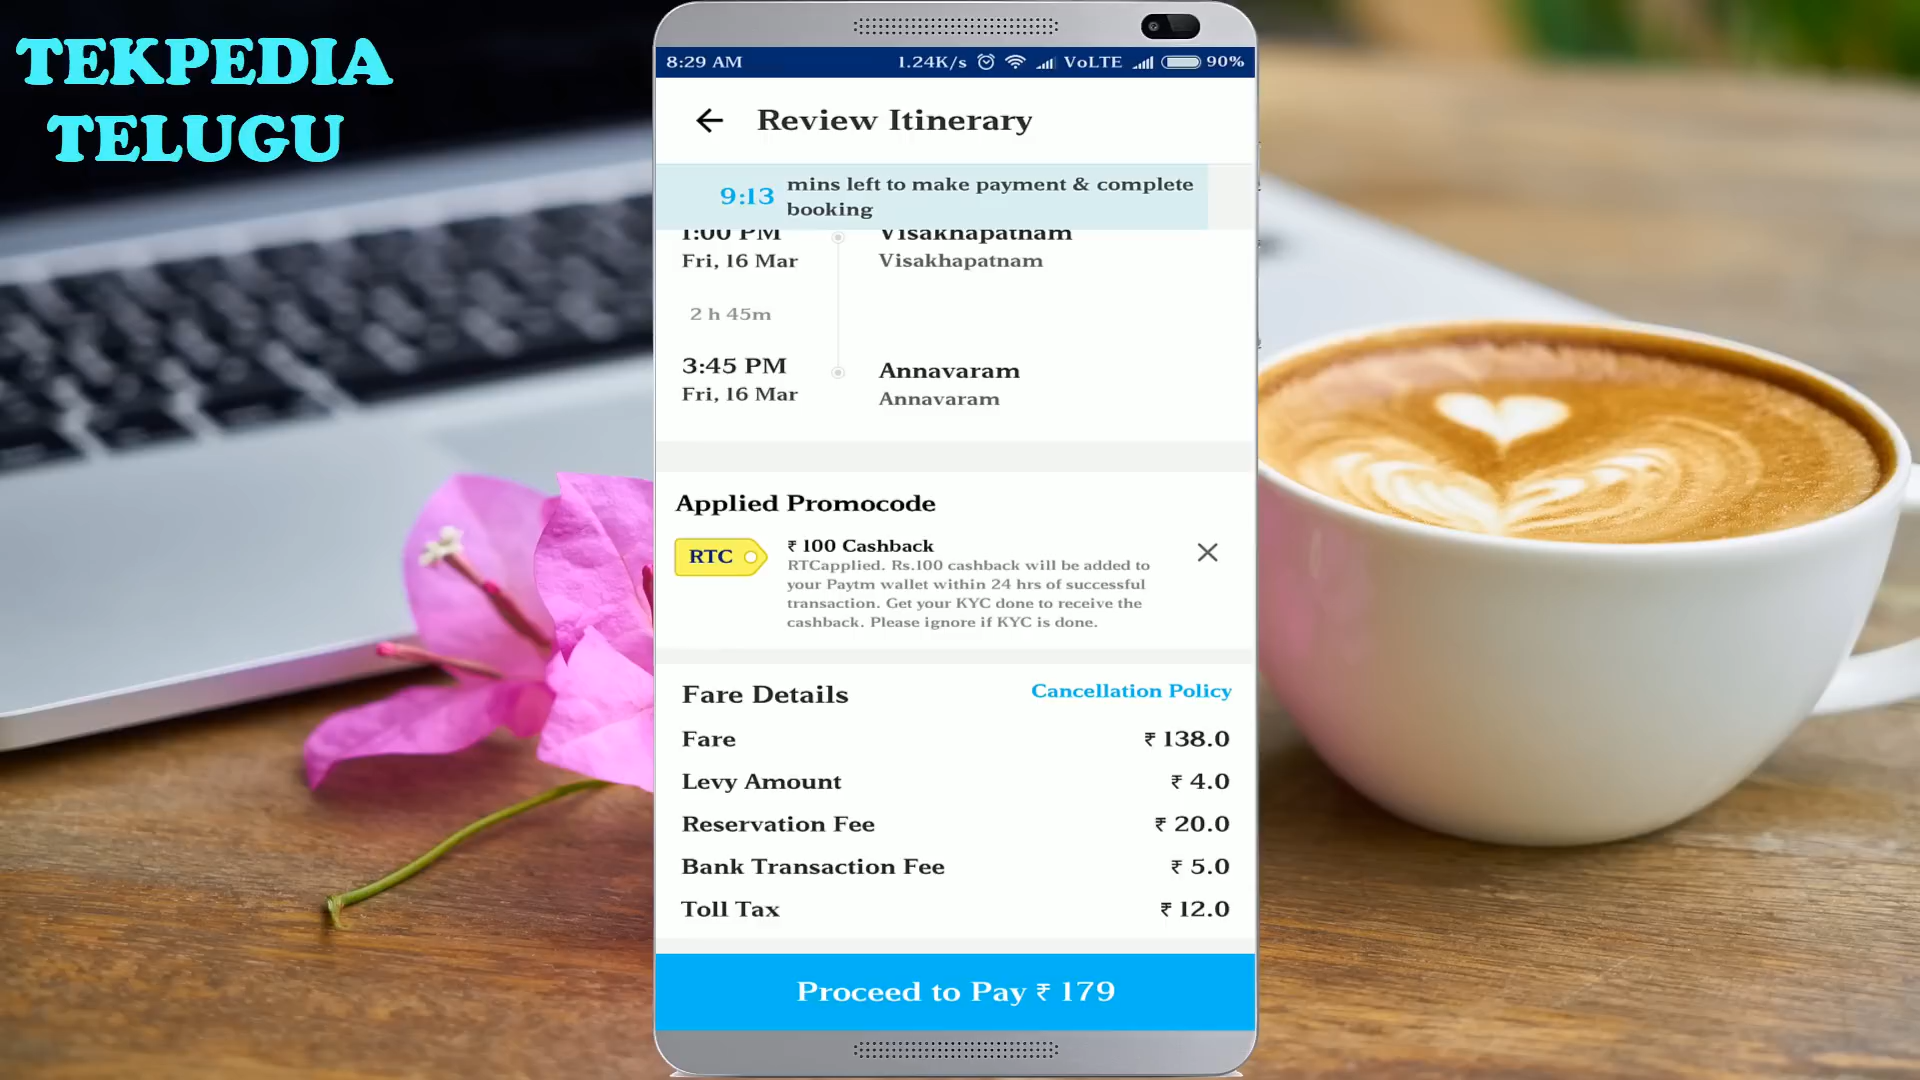 TEKPEDIA
TELUGU
8:29 AM 1.24K/s VoLTE 90%
Review Itinerary
9:13 mins left to make payment & complete
booking
1:00 PM Visakhapatnam
Fri, 16 Mar Visakhapatnam
2 h 45m
3:45 PM Annavaram
Fri, 16 Mar Annavaram
Applied Promocode
RTC ₹ 100 Cashback
RTCapplied. Rs.100 cashback will be added to
your Paytm wallet within 24 hrs of successful
transaction. Get your KYC done to receive the
cashback. Please ignore if KYC is done.
Fare Details Cancellation Policy
Fare ₹ 138.0
Levy Amount ₹ 4.0
Reservation Fee ₹ 20.0
Bank Transaction Fee ₹ 5.0
Toll Tax ₹ 12.0
Proceed to Pay ₹ 179